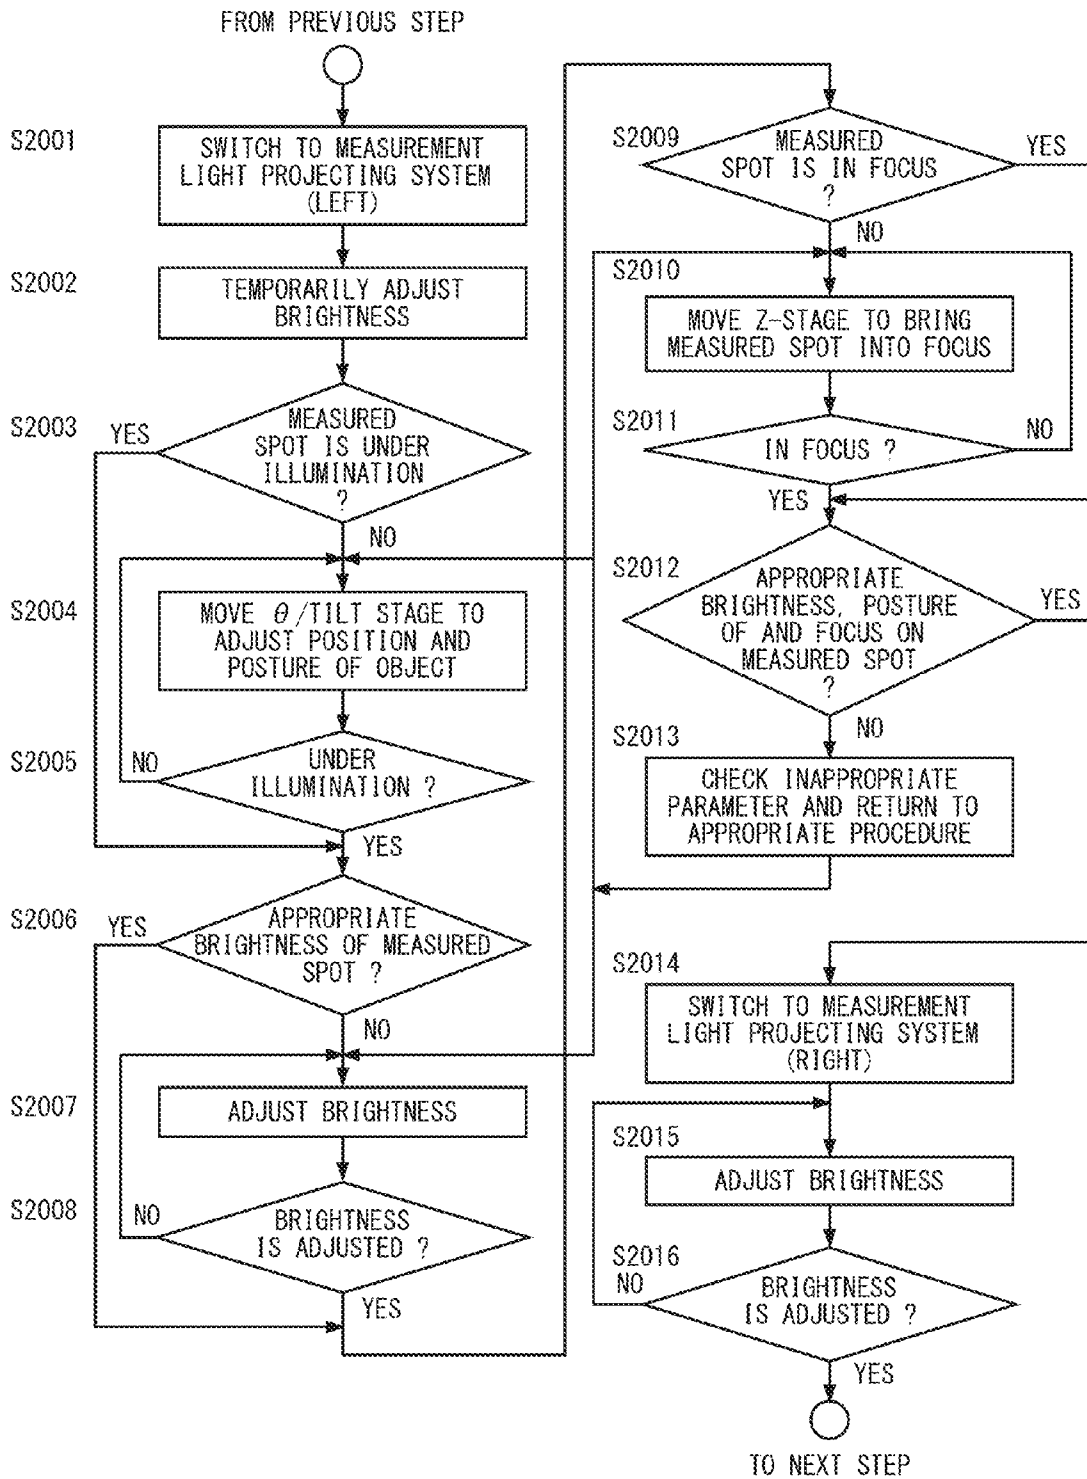 FROM PREVIOUS STEP
S2001
SWITCH TO MEASUREMENT
LIGHT PROJECTING SYSTEM
(LEFT)
S2002
TEMPORARILY ADJUST
BRIGHTNESS
S2003
YES
MEASURED
SPOT IS UNDER
ILLUMINATION
?
NO
S2004
MOVE θ/TILT STAGE TO
ADJUST POSITION AND
POSTURE OF OBJECT
S2005
NO
UNDER
ILLUMINATION ?
YES
S2006
YES
APPROPRIATE
BRIGHTNESS OF MEASURED
SPOT ?
NO
S2007
ADJUST BRIGHTNESS
S2008
NO
BRIGHTNESS
IS ADJUSTED ?
YES
S2009
MEASURED
SPOT IS IN FOCUS
?
YES
NO
S2010
MOVE Z-STAGE TO BRING
MEASURED SPOT INTO FOCUS
S2011
IN FOCUS ?
NO
YES
S2012
APPROPRIATE
BRIGHTNESS, POSTURE
OF AND FOCUS ON
MEASURED SPOT
?
YES
NO
S2013
CHECK INAPPROPRIATE
PARAMETER AND RETURN TO
APPROPRIATE PROCEDURE
S2014
SWITCH TO MEASUREMENT
LIGHT PROJECTING SYSTEM
(RIGHT)
S2015
ADJUST BRIGHTNESS
S2016
NO
BRIGHTNESS
IS ADJUSTED ?
YES
TO NEXT STEP